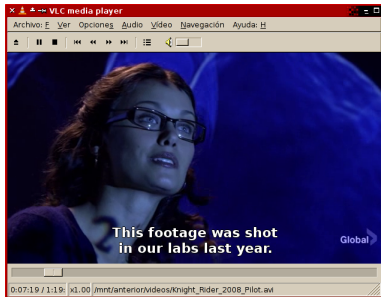 VLC media player
Archivo: F Ver Opciones Audio Vídeo Navegación Ayuda: H
This footage was shot
in our labs last year.
Global
0:07:19 / 1:19: x1.00 /mnt/anterior/videos/Knight_Rider_2008_Pilot.avi